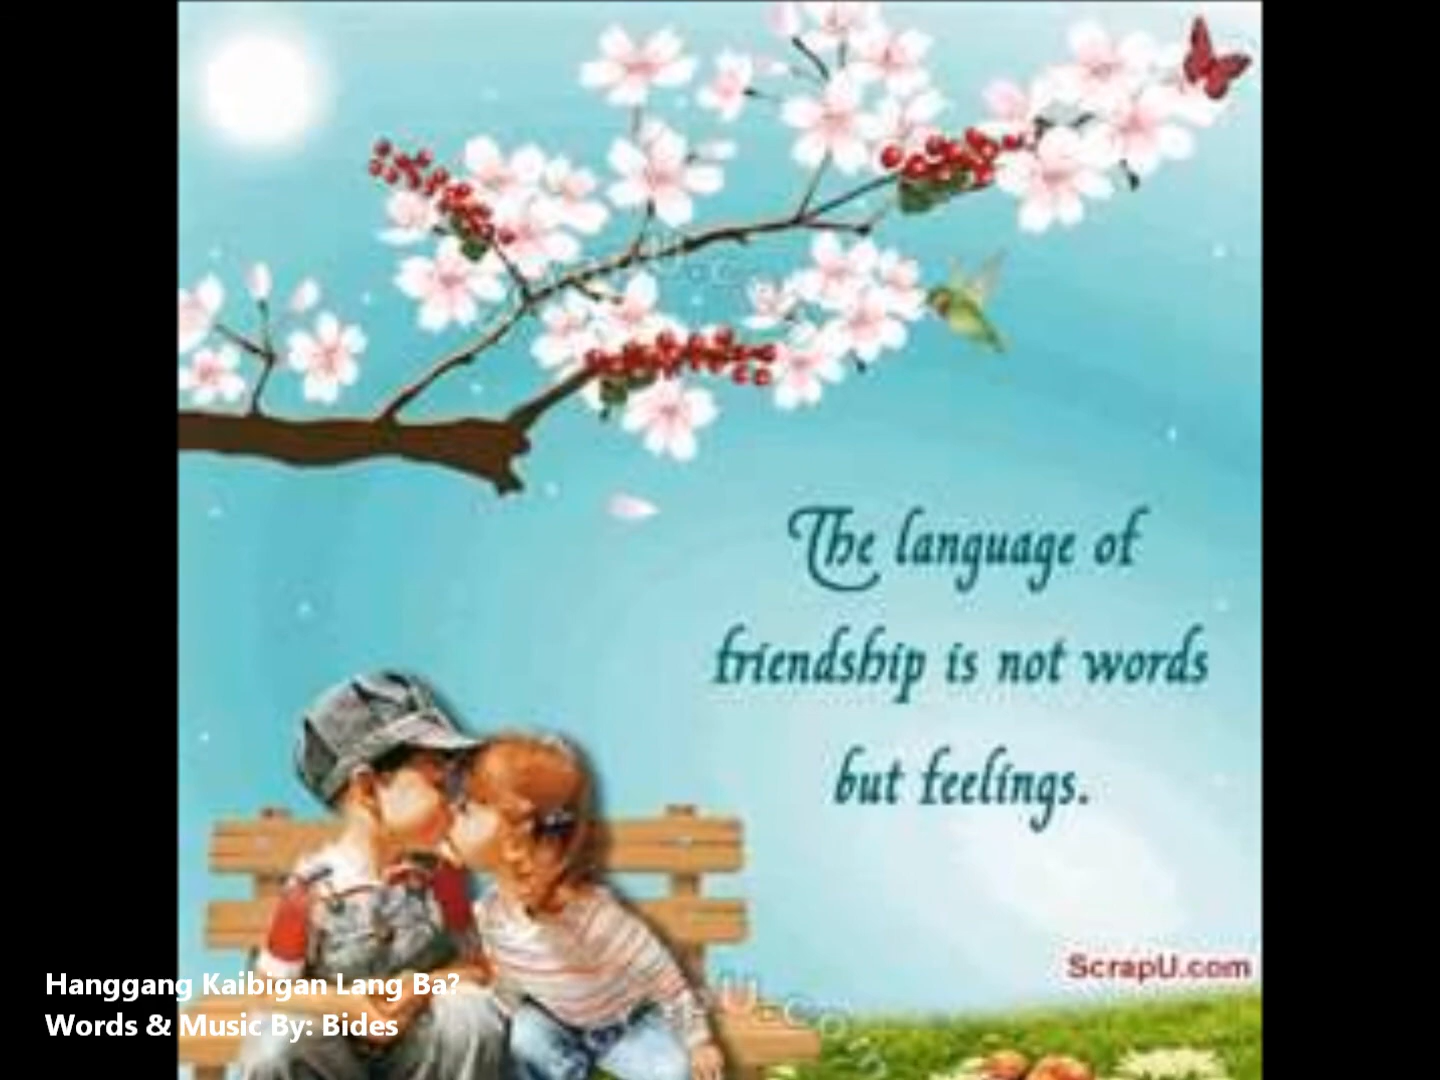 The language of
friendship is not words
but feelings.
ScrapU.com
Hanggang Kaibigan Lang Ba?
Words & Music By: Bides